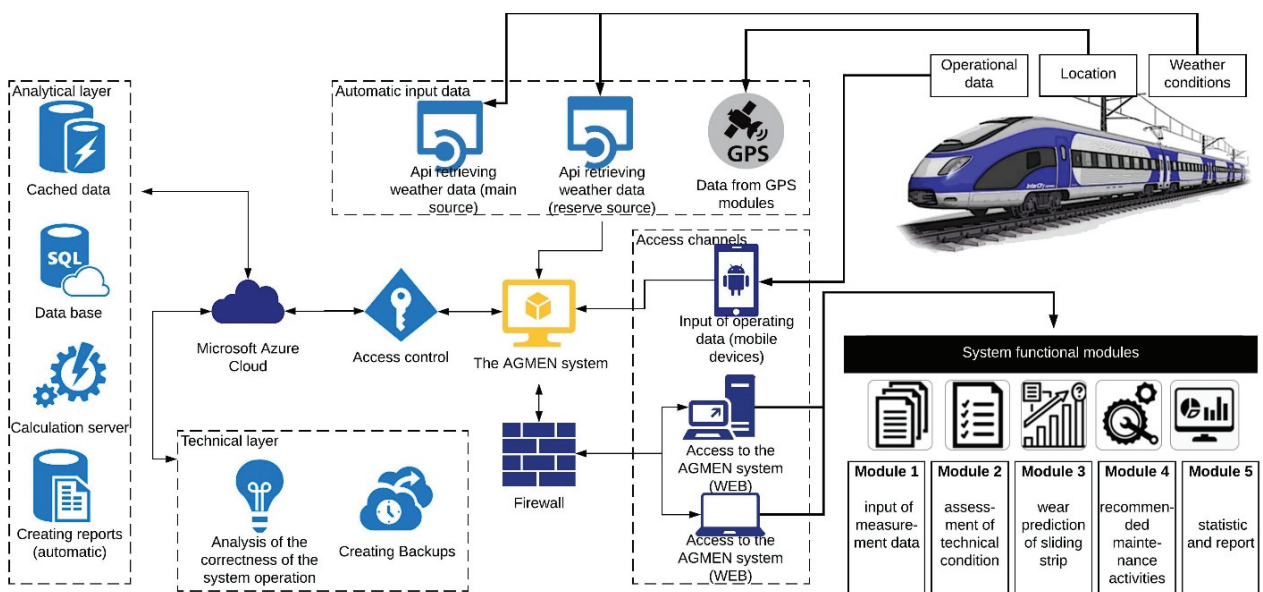 Operational
data
Location
Weather
conditions
Analytical layer
Cached data
SQL
Data base
Calculation server
Creating reports
(automatic)
Automatic input data
Api retrieving
weather data (main
source)
Api retrieving
weather data
(reserve source)
GPS
Data from GPS
modules
InterCity
Microsoft Azure
Cloud
Access control
The AGMEN system
Firewall
Technical layer
Analysis of the
correctness of the
system operation
Creating Backups
Access channels
Input of operating
data (mobile
devices)
Access to the
AGMEN system
(WEB)
Access to the
AGMEN system
(WEB)
System functional modules
?
Module 1
input of
measure-
ment data
Module 2
assess-
ment of
technical
condition
Module 3
wear
prediction
of sliding
strip
Module 4
recommen-
ded
mainte-
nance
activities
Module 5
statistic
and report